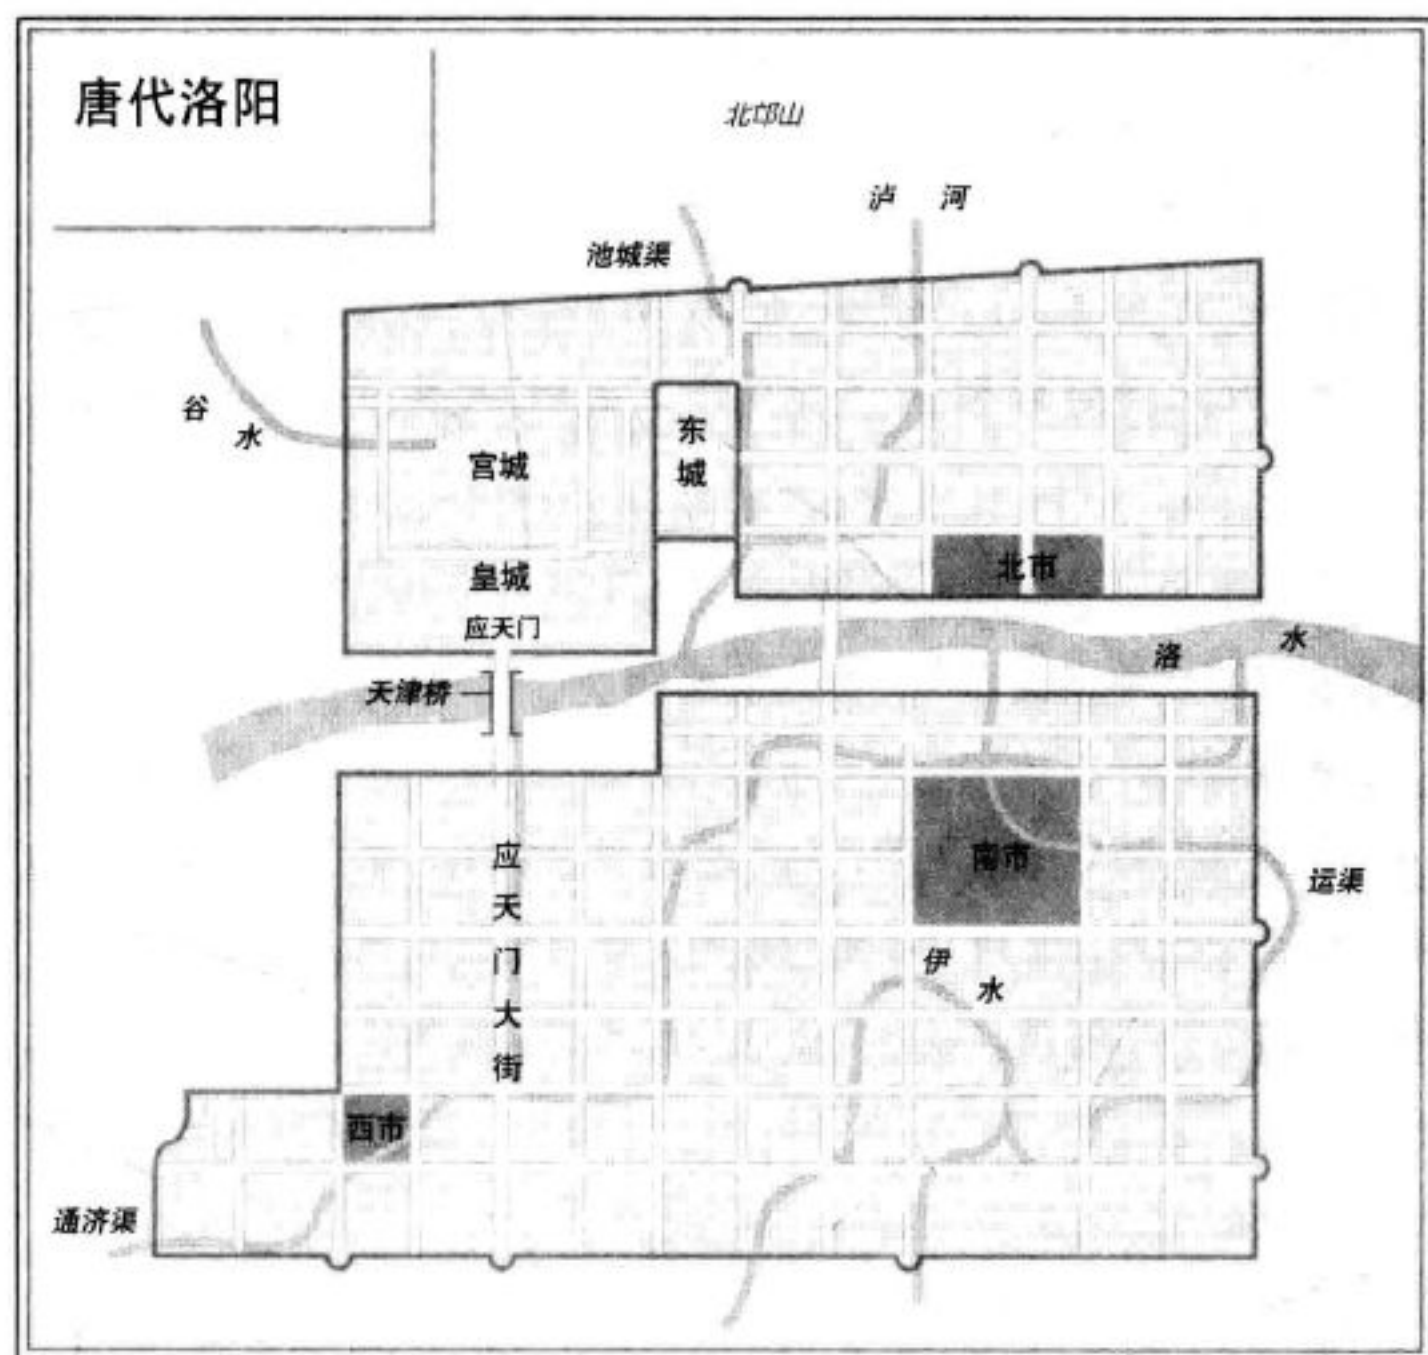 唐代洛阳
北邙山
泸河
池城渠
谷水
东城
宫城
皇城
应天门
北市
洛水
天津桥
应天门大街
南市
运渠
伊水
西市
通济渠